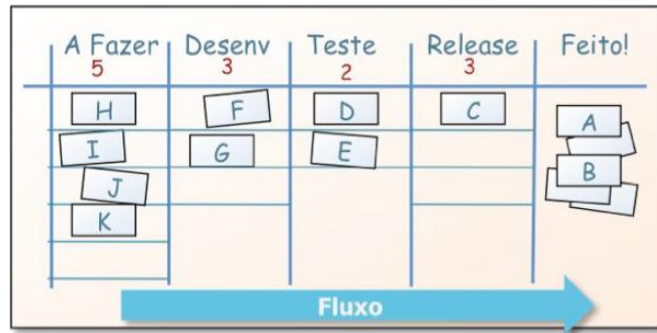 A Fazer Desenv Teste Release Feito!
5 3 2 3
H F D C A
I G E B
J
K
Fluxo